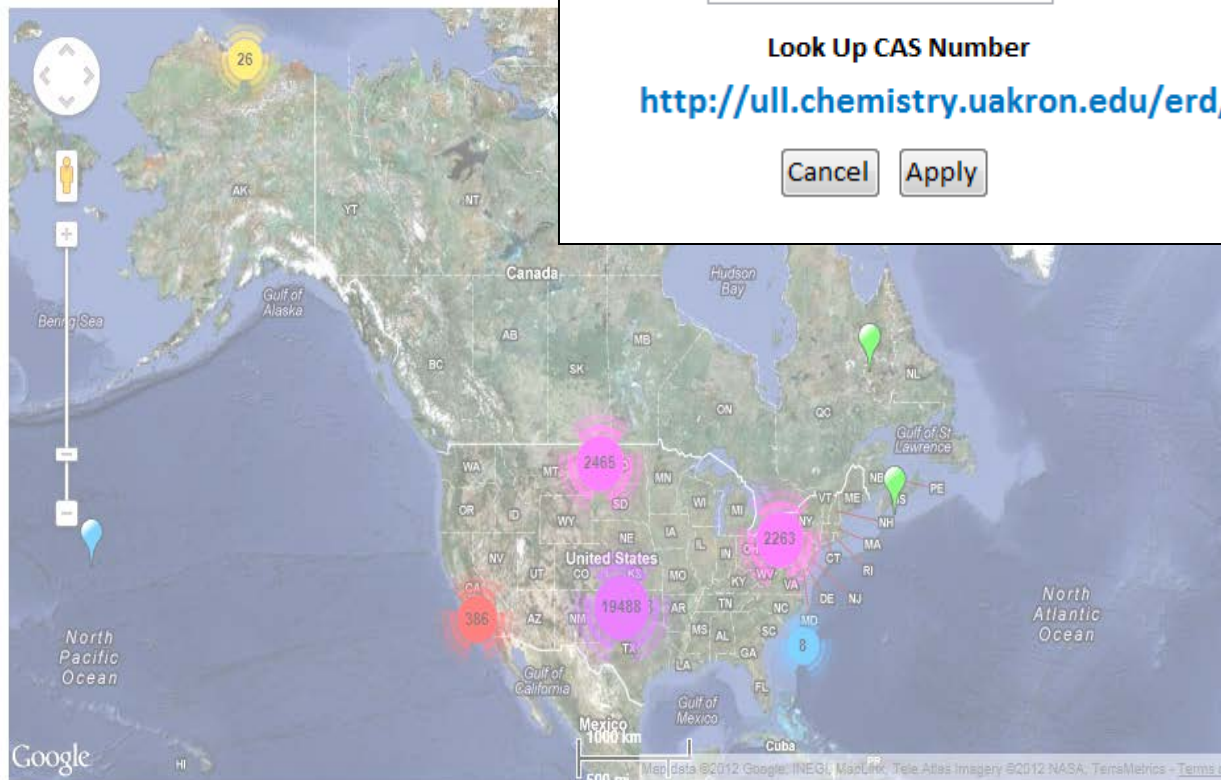 Look Up CAS Number
http://ull.chemistry.uakron.edu/erd/
Cancel Apply
26
AK
YT
NT
Canada
Hudson
Bay
Gulf of
Alaska
Bering Sea
BC
AB
SK
MB
ON
QC
NL
Gulf of St
Lawrence
NB
PE
NS
WA
MT
2465
MN
SD
OR
ID
WY
WI
MI
VT
ME
NH
NY
MA
2263
CT
RI
NE
IA
IL
IN
OH
NV
UT
United States
CO
KS
MO
KY
WV
VA
DE
NJ
MD
CA
386
AZ
NM
19488
AR
TN
NC
SC
MS
AL
GA
8
TX
LA
FL
North
Pacific
Ocean
North
Atlantic
Ocean
Gulf of
California
Gulf of
Mexico
Mexico
1000 km
500 mi
Cuba
PR
HI
Google
Map data ©2012 Google, INEGI, MapLink, Tele Atlas Imagery ©2012 NASA, TerraMetrics - Terms